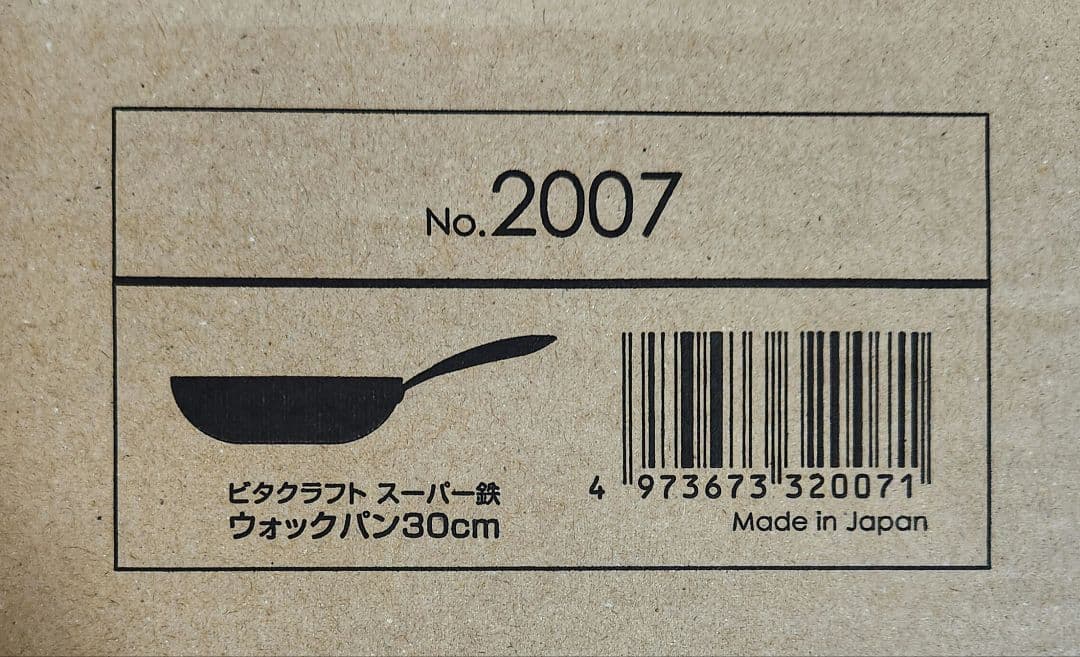 No.2007
ビタクラフト スーパー鉄
ウォックパン30cm
4 973673 320071
Made in Japan